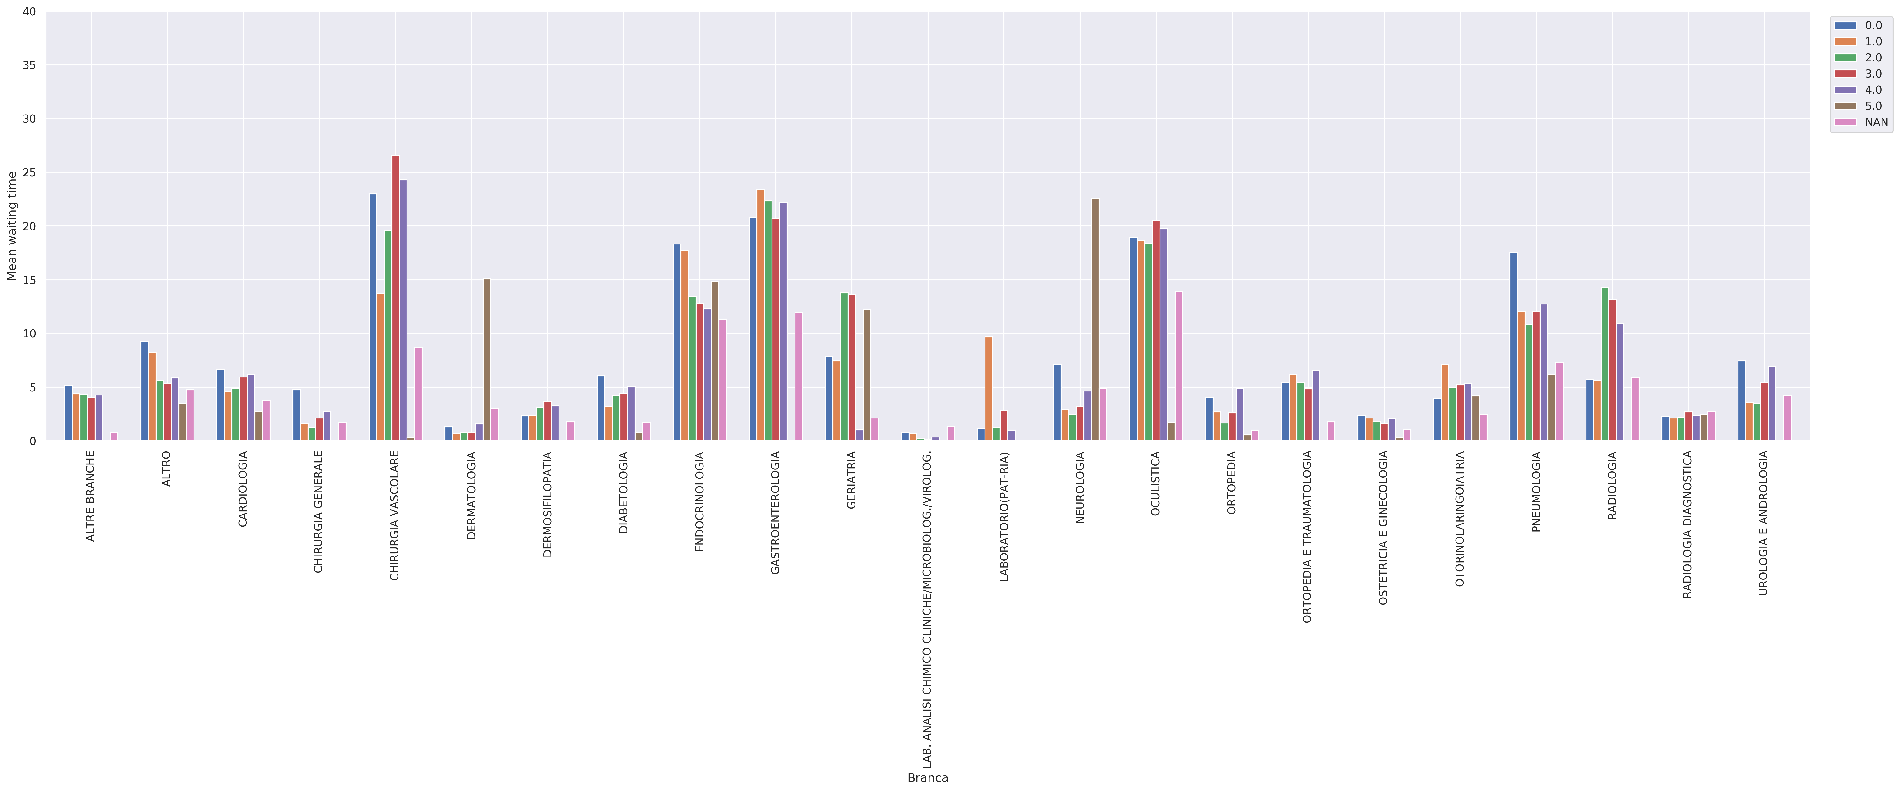 40
35
30
25
20
15
10
5
0
Mean waiting time
0.0
1.0
2.0
3.0
4.0
5.0
NAN
ALTRE BRANCHE
ALTRO
CARDIOLOGIA
CHIRURGIA GENERALE
CHIRURGIA VASCOLARE
DERMATOLOGIA
DERMOSIFILOPATIA
DIABETOLOGIA
ENDOCRINOLOGIA
GASTROENTEROLOGIA
GERIATRIA
LAB. ANALISI CHIMICO CLINICHE/MICROBIOLOG./VIROLOG.
LABORATORIO(PAT-RIA)
NEUROLOGIA
OCULISTICA
ORTOPEDIA
ORTOPEDIA E TRAUMATOLOGIA
OSTETRICIA E GINECOLOGIA
OTORINOLARINGOIATRIA
PNEUMOLOGIA
RADIOLOGIA
RADIOLOGIA DIAGNOSTICA
UROLOGIA E ANDROLOGIA
Branca